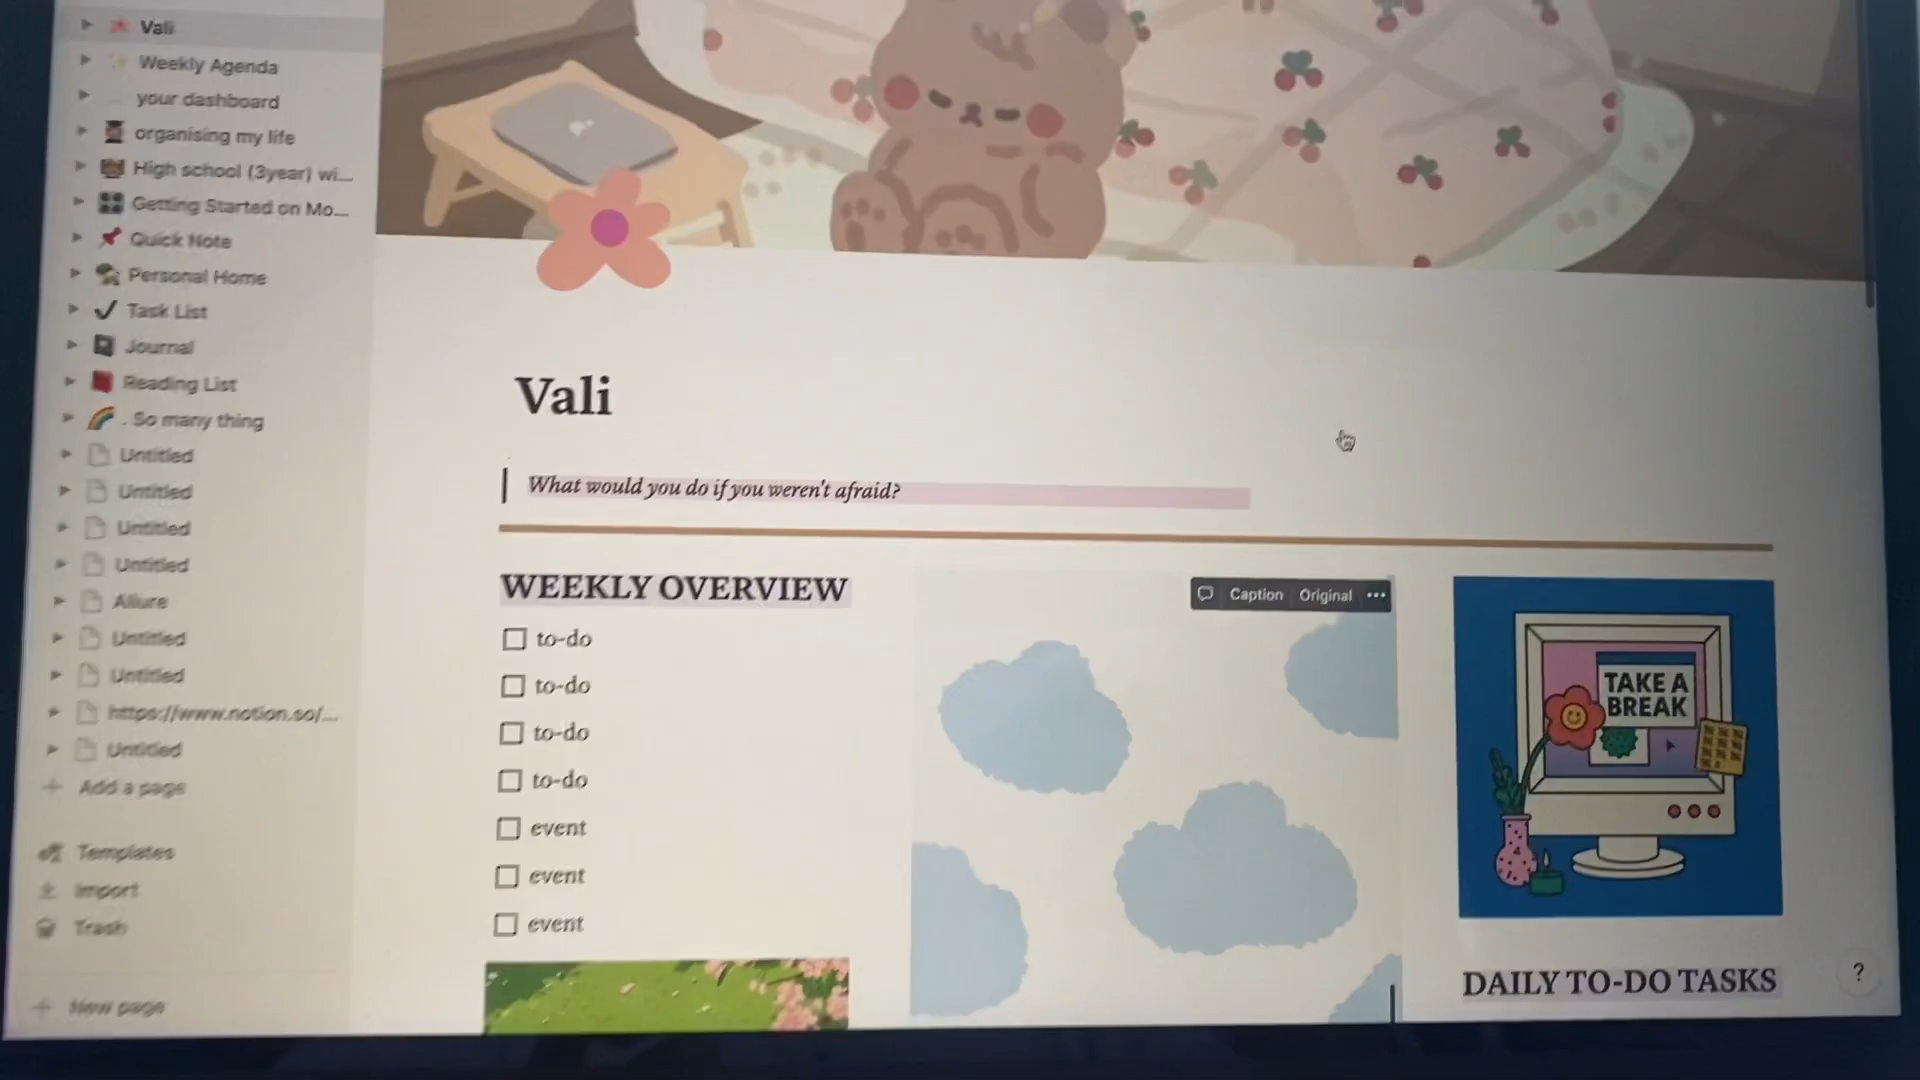 Vali
Weekly Agenda
your dashboard
organising my life
High school (3year) wi...
Getting Started on Mo...
Quick Note
Personal Home
Task List
Journal
Reading List
. So many thing
Untitled
Untitled
Untitled
Untitled
Allure
Untitled
Untitled
https://www.notion.so/...
Untitled
Add a page
Templates
Import
Trash
New page
Vali
What would you do if you weren't afraid?
WEEKLY OVERVIEW
to-do
to-do
to-do
to-do
event
event
event
Caption Original
TAKE A
BREAK
DAILY TO-DO TASKS
?